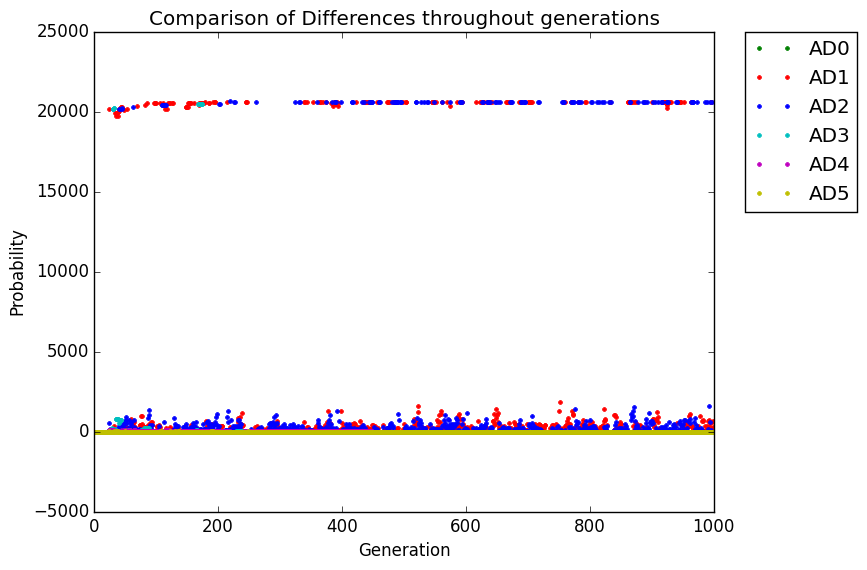 Comparison of Differences throughout generations
25000
20000
15000
10000
5000
0
−5000
Probability
0 200 400 600 800 1000
Generation
AD0
AD1
AD2
AD3
AD4
AD5